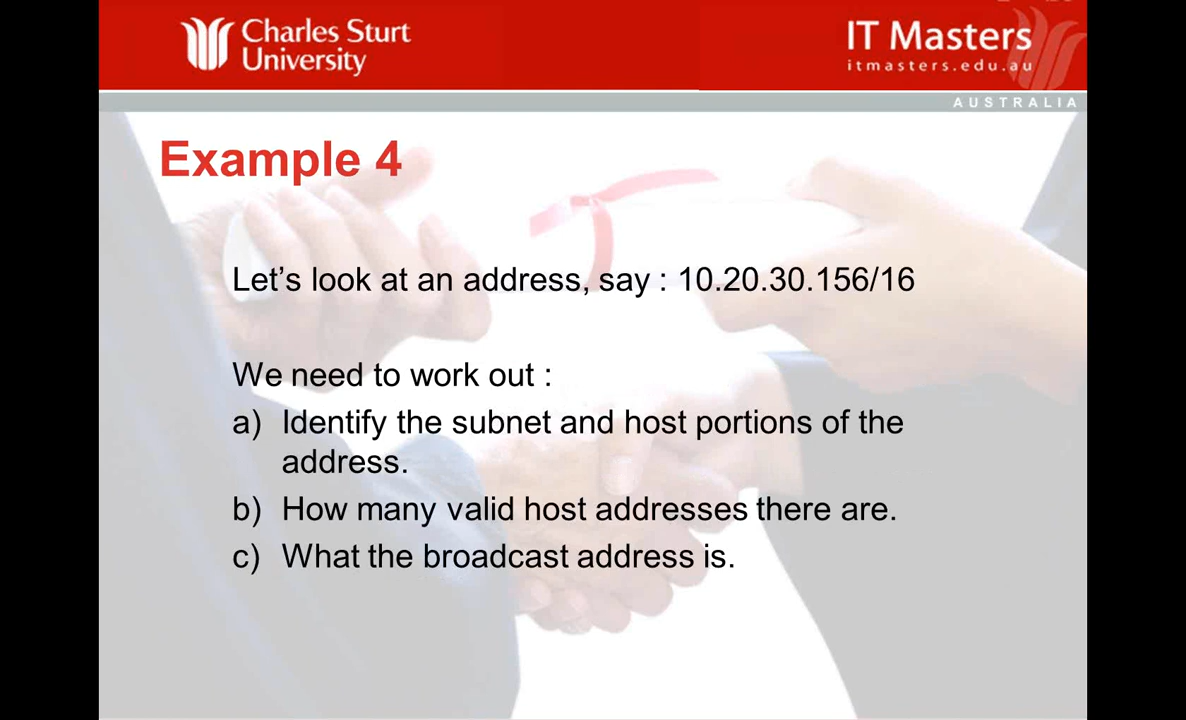 Charles Sturt
University
IT Masters
itmasters.edu.au
AUSTRALIA
Example 4
Let’s look at an address, say : 10.20.30.156/16
We need to work out :
a) Identify the subnet and host portions of the
address.
b) How many valid host addresses there are.
c) What the broadcast address is.